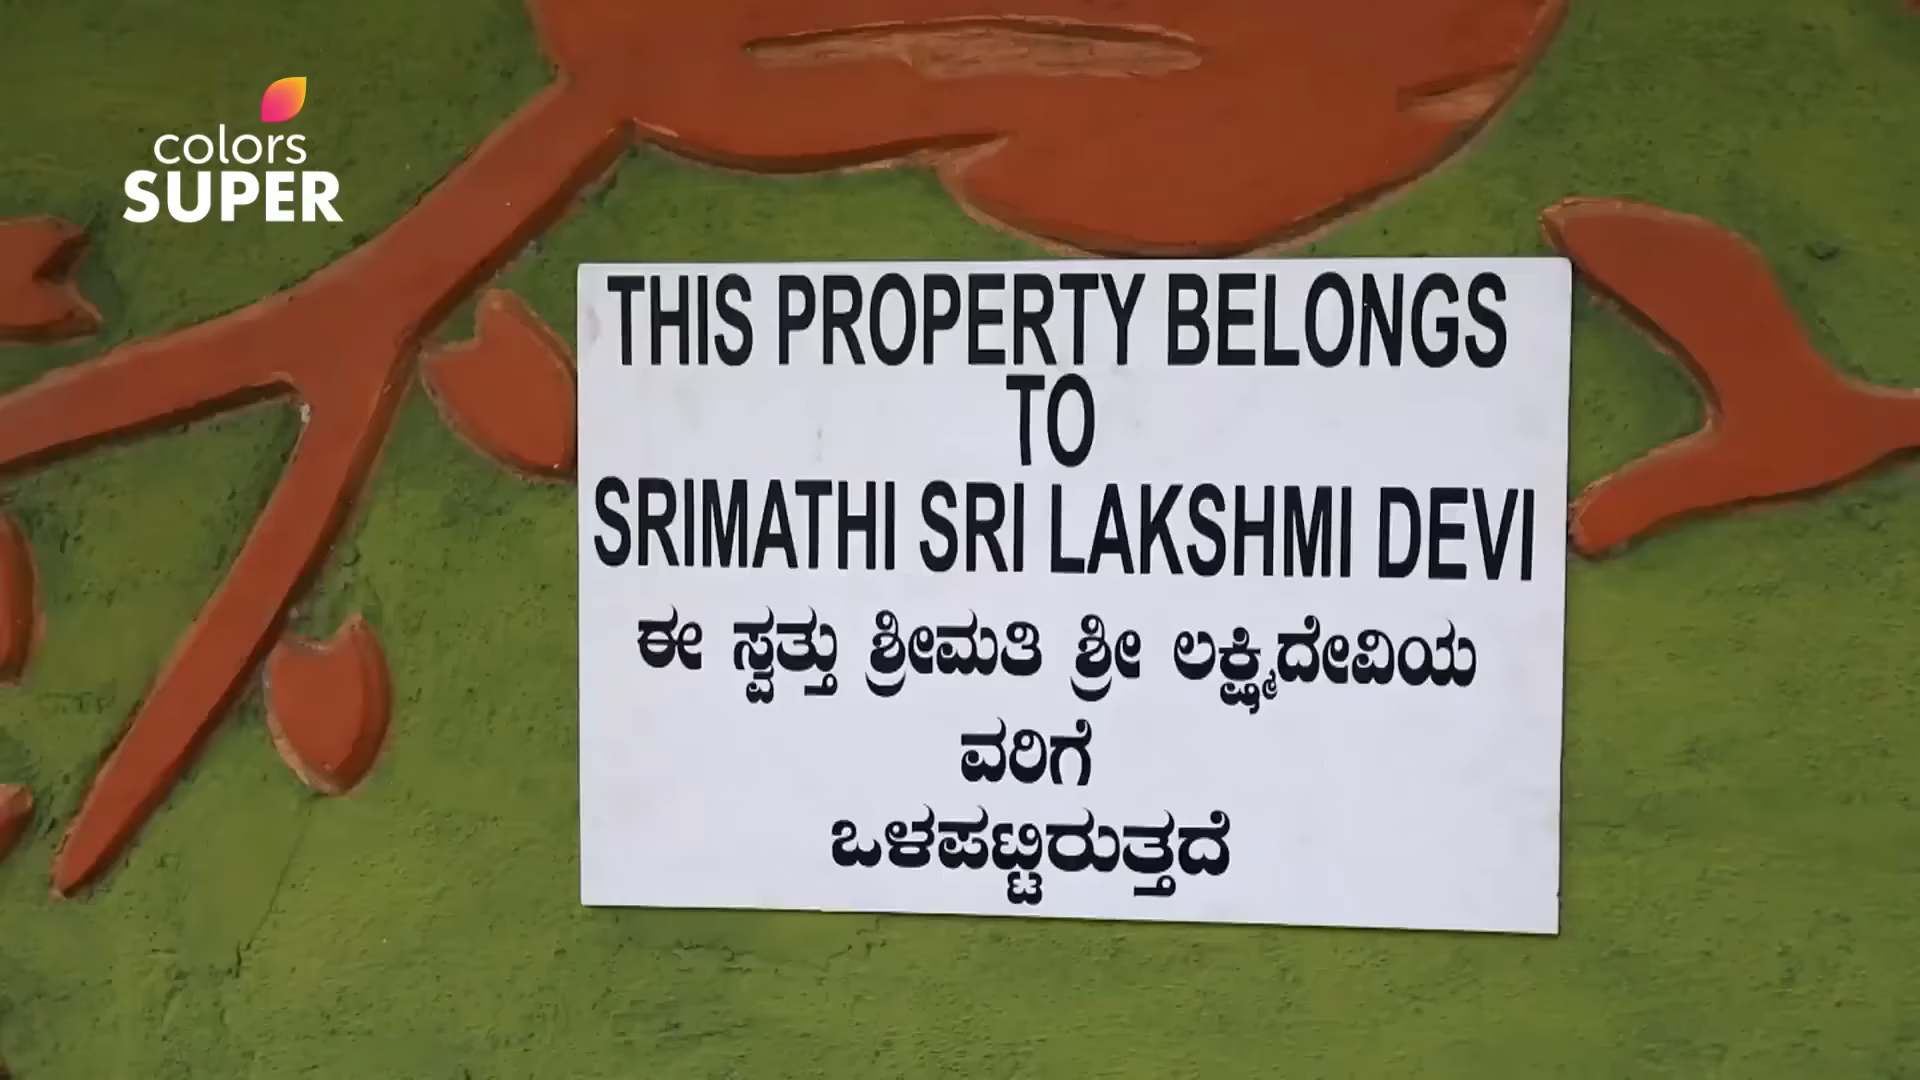 colors
SUPER
THIS PROPERTY BELONGS
TO
SRIMATHI SRI LAKSHMI DEVI
ಈ ಸ್ವತ್ತು ಶ್ರೀಮತಿ ಶ್ರೀ ಲಕ್ಷ್ಮಿದೇವಿಯ
ವರಿಗೆ
ಒಳಪಟ್ಟಿರುತ್ತದೆ